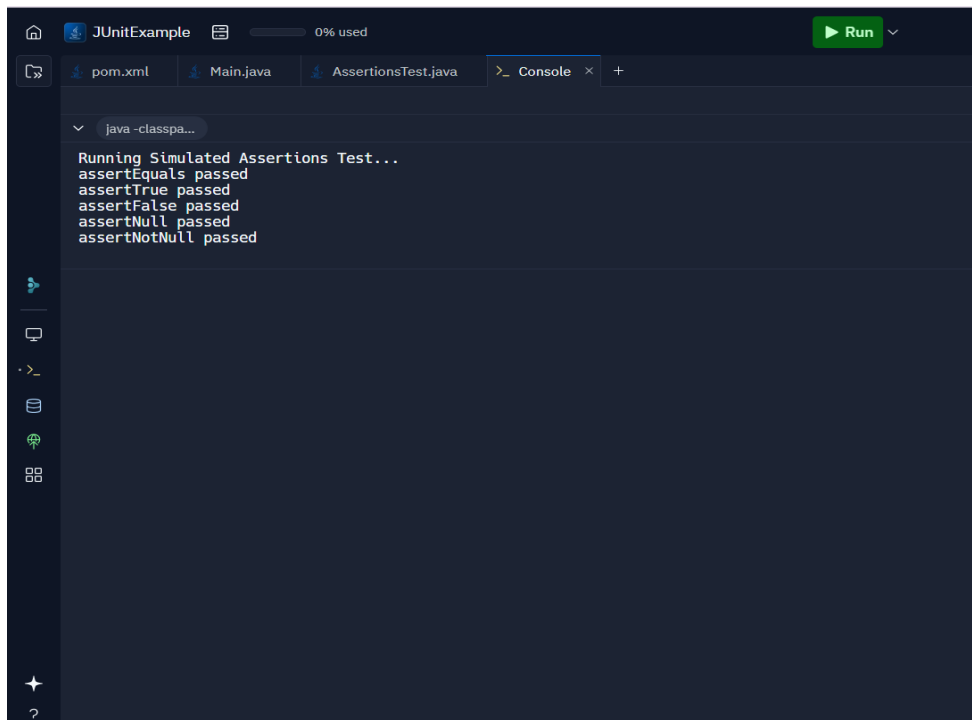 JUnitExample 0% used Run
pom.xml Main.java AssertionsTest.java >_ Console × +
java -classpa...
Running Simulated Assertions Test...
assertEquals passed
assertTrue passed
assertFalse passed
assertNull passed
assertNotNull passed
?